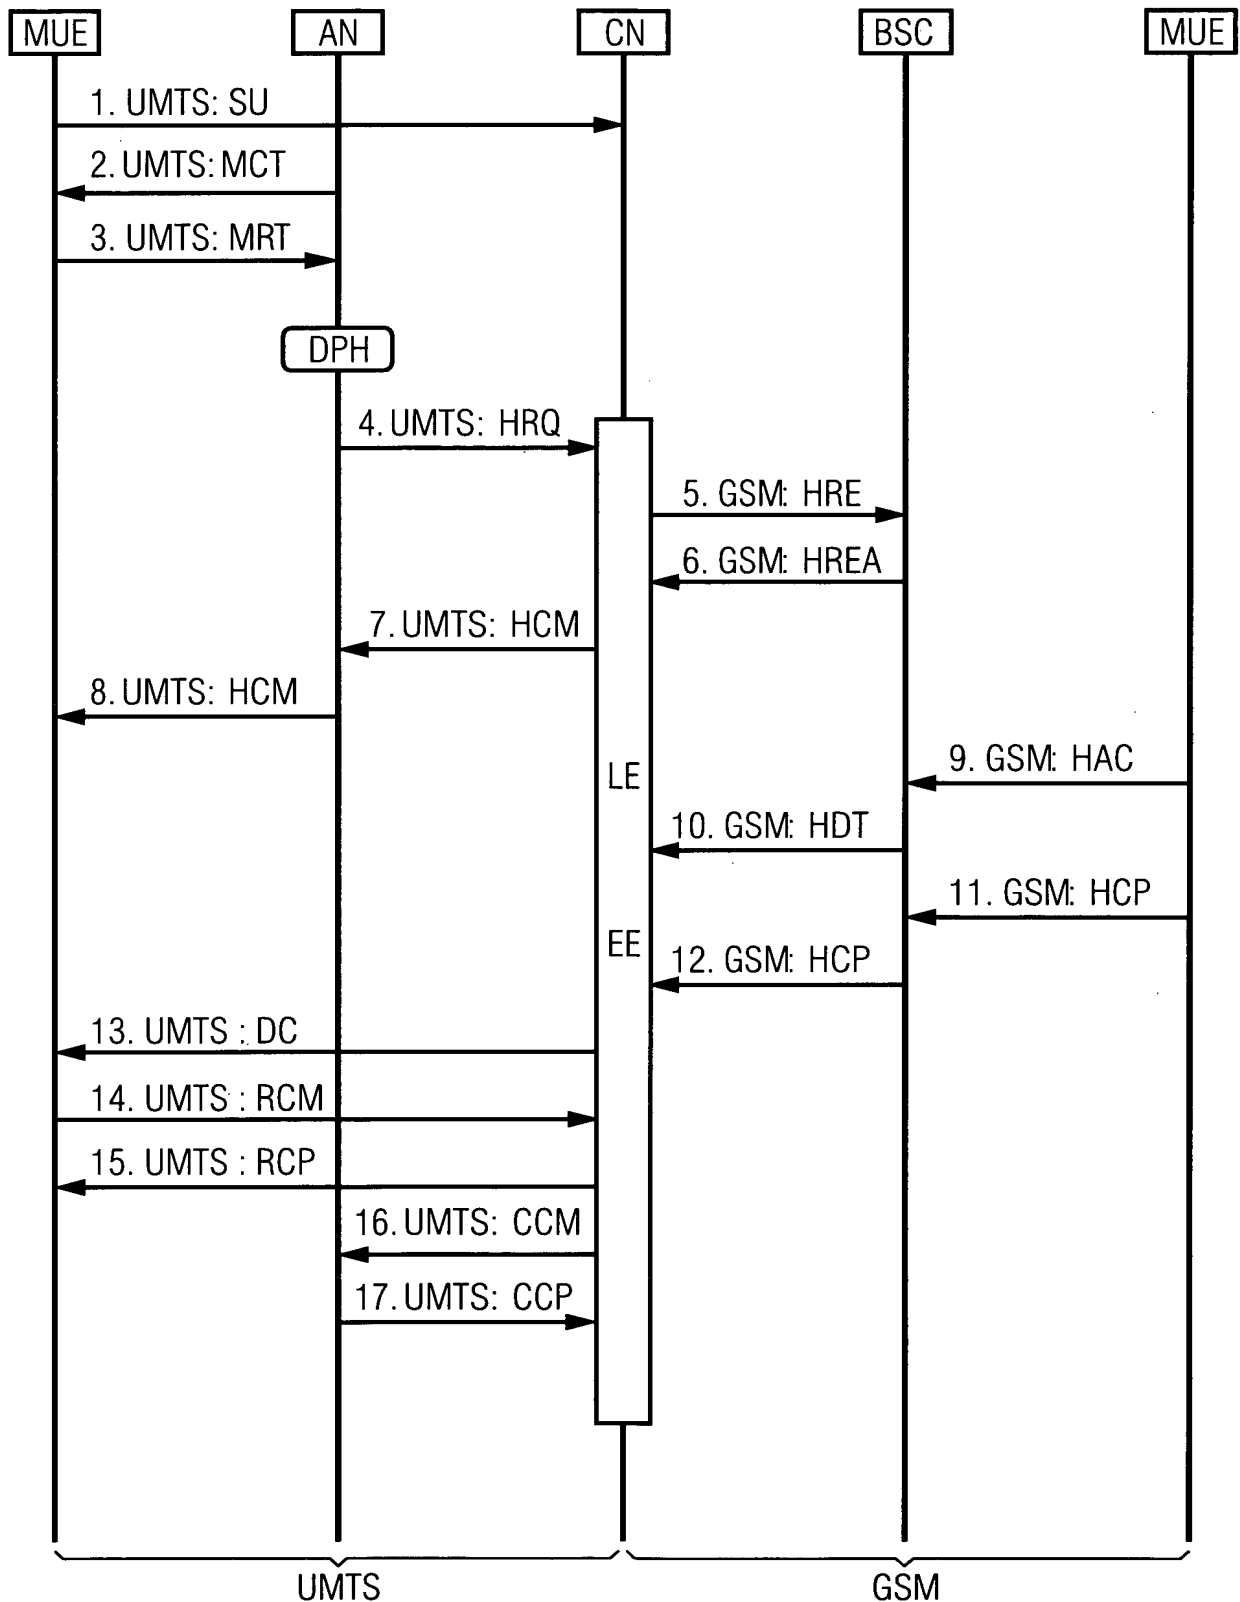 MUE AN CN BSC MUE
1. UMTS: SU
2. UMTS: MCT
3. UMTS: MRT
DPH
4. UMTS: HRQ
5. GSM: HRE
6. GSM: HREA
7. UMTS: HCM
8. UMTS: HCM
9. GSM: HAC
LE
10. GSM: HDT
11. GSM: HCP
EE
12. GSM: HCP
13. UMTS : DC
14. UMTS : RCM
15. UMTS : RCP
16. UMTS: CCM
17. UMTS: CCP
UMTS GSM